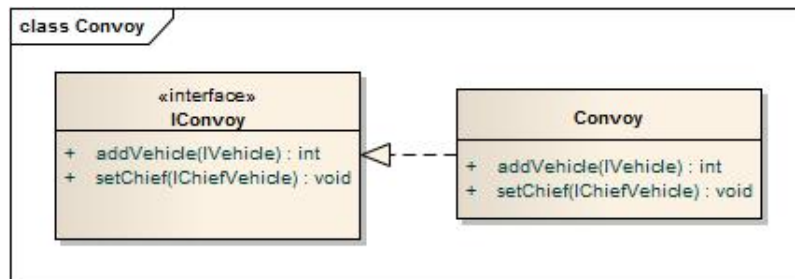 class Convoy
«interface»
IConvoy
+ addVehicle(IVehicle) : int
+ setChief(IChiefVehicle) : void
Convoy
+ addVehicle(IVehicle) : int
+ setChief(IChiefVehicle) : void